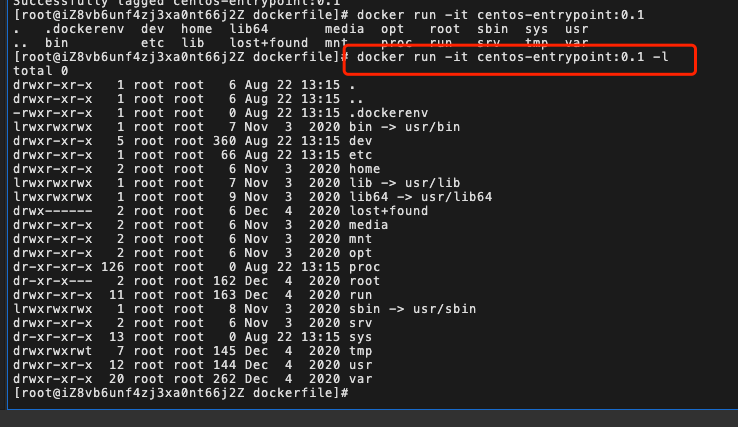 Successfully tagged centos-entrypoint:0.1
[root@iZ8vb6unf4zj3xa0nt66j2Z dockerfile]# docker run -it centos-entrypoint:0.1
.   .dockerenv  dev  home  lib64       media  opt   root  sbin  sys  usr
..  bin         etc  lib   lost+found  mnt    proc  run   srv   tmp  var
[root@iZ8vb6unf4zj3xa0nt66j2Z dockerfile]# docker run -it centos-entrypoint:0.1 -l
total 0
drwxr-xr-x   1 root root   6 Aug 22 13:15 .
drwxr-xr-x   1 root root   6 Aug 22 13:15 ..
-rwxr-xr-x   1 root root   0 Aug 22 13:15 .dockerenv
lrwxrwxrwx   1 root root   7 Nov  3  2020 bin -> usr/bin
drwxr-xr-x   5 root root 360 Aug 22 13:15 dev
drwxr-xr-x   1 root root  66 Aug 22 13:15 etc
drwxr-xr-x   2 root root   6 Nov  3  2020 home
lrwxrwxrwx   1 root root   7 Nov  3  2020 lib -> usr/lib
lrwxrwxrwx   1 root root   9 Nov  3  2020 lib64 -> usr/lib64
drwx------   2 root root   6 Dec  4  2020 lost+found
drwxr-xr-x   2 root root   6 Nov  3  2020 media
drwxr-xr-x   2 root root   6 Nov  3  2020 mnt
drwxr-xr-x   2 root root   6 Nov  3  2020 opt
dr-xr-xr-x 126 root root   0 Aug 22 13:15 proc
dr-xr-x---   2 root root 162 Dec  4  2020 root
drwxr-xr-x  11 root root 163 Dec  4  2020 run
lrwxrwxrwx   1 root root   8 Nov  3  2020 sbin -> usr/sbin
drwxr-xr-x   2 root root   6 Nov  3  2020 srv
dr-xr-xr-x  13 root root   0 Aug 22 13:15 sys
drwxrwxrwt   7 root root 145 Dec  4  2020 tmp
drwxr-xr-x  12 root root 144 Dec  4  2020 usr
drwxr-xr-x  20 root root 262 Dec  4  2020 var
[root@iZ8vb6unf4zj3xa0nt66j2Z dockerfile]#